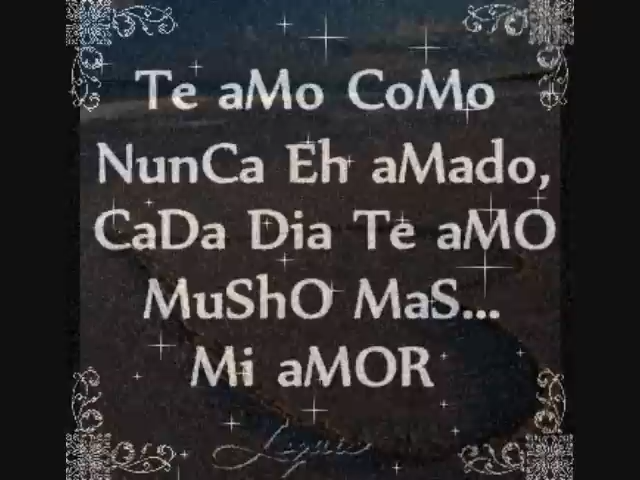 Te aMo CoMo
NunCa Eh aMado,
CaDa Dia Te aMO
MuShO MaS...
Mi aMOR